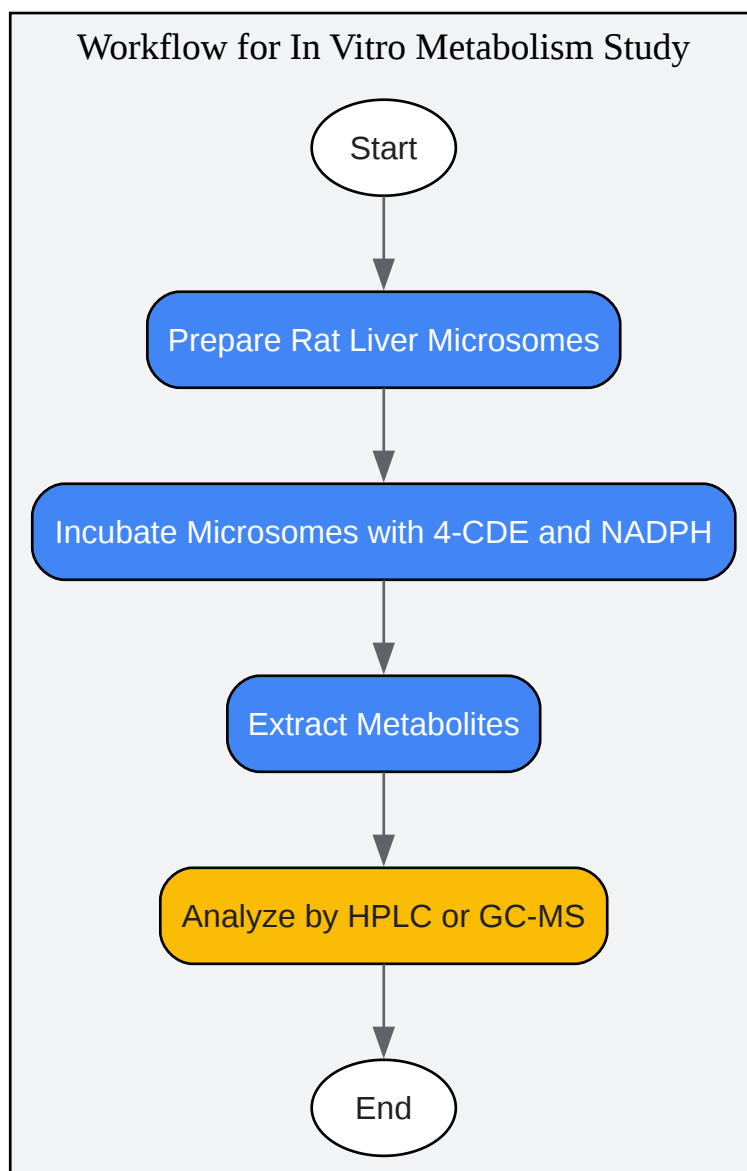 Workflow for In Vitro Metabolism Study
Start
Prepare Rat Liver Microsomes
Incubate Microsomes with 4-CDE and NADPH
Extract Metabolites
Analyze by HPLC or GC-MS
End